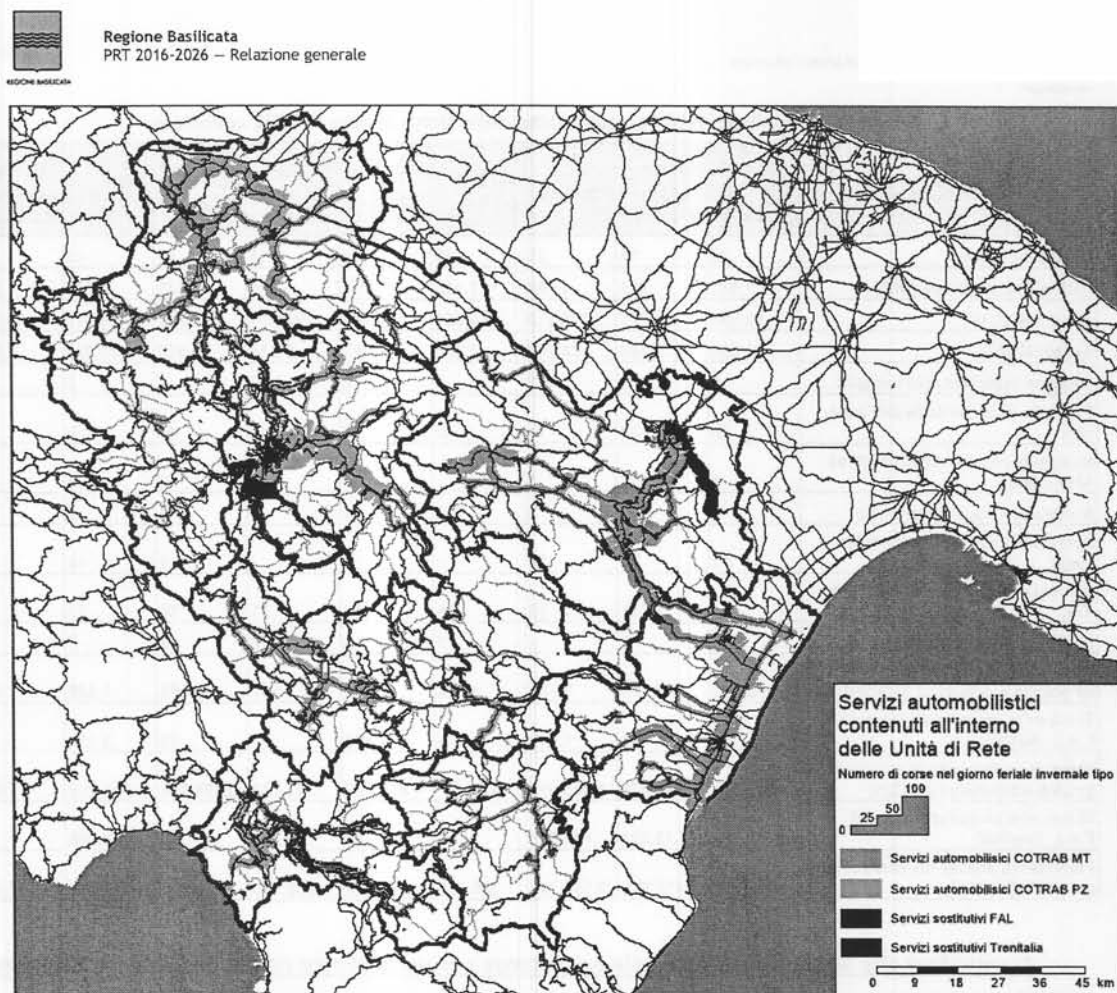 Regione Basilicata
PRT 2016-2026 — Relazione generale
REGIONE BASILICATA
Servizi automobilistici
contenuti all'interno
delle Unità di Rete
Numero di corse nel giorno feriale invernale tipo
0 25 50 100
Servizi automobilisici COTRAB MT
Servizi automobilisici COTRAB PZ
Servizi sostitutivi FAL
Servizi sostitutivi Trenitalia
0 9 18 27 36 45 km